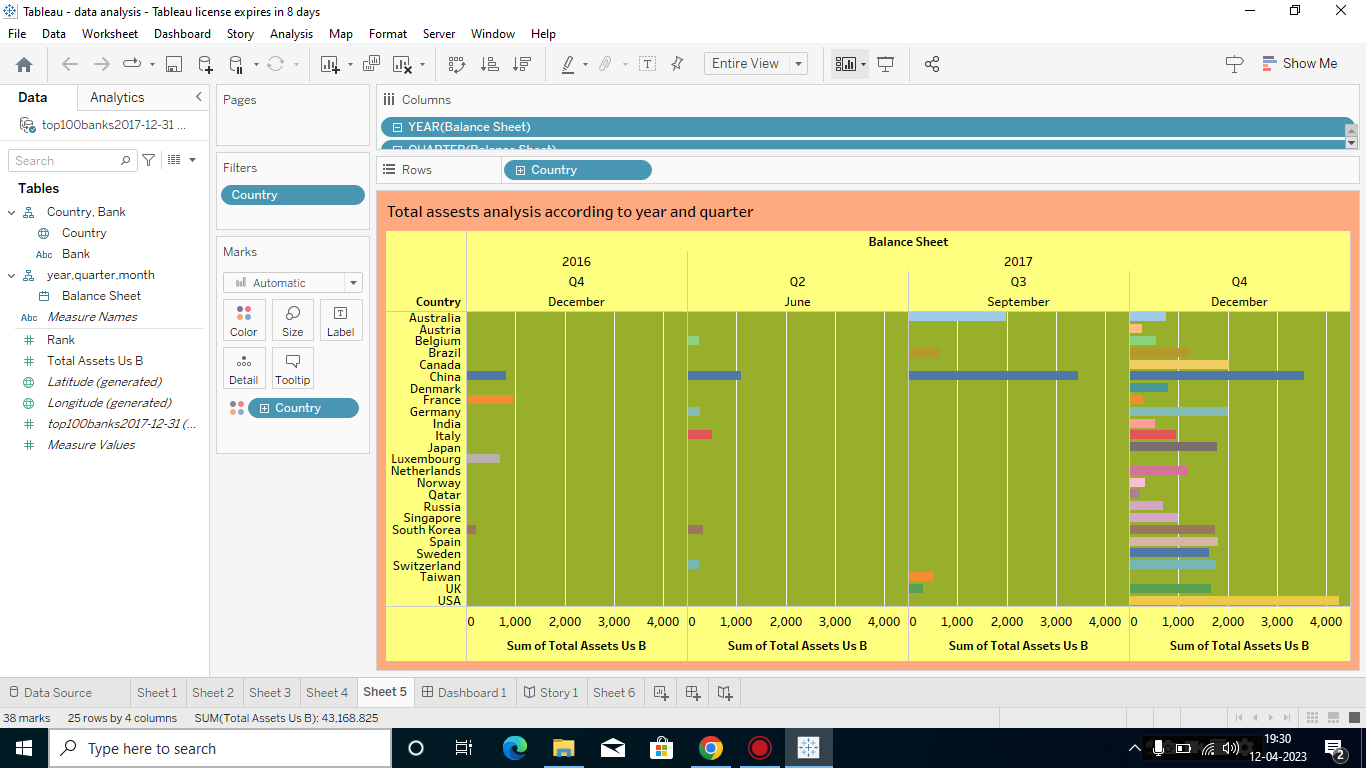 Tableau - data analysis - Tableau license expires in 8 days
File Data Worksheet Dashboard Story Analysis Map Format Server Window Help
Entire View
Show Me
Data Analytics
top100banks2017-12-31 ...
Search
Tables
Country, Bank
Country
Abc Bank
year,quarter,month
Balance Sheet
Abc Measure Names
Rank
Total Assets Us B
Latitude (generated)
Longitude (generated)
top100banks2017-12-31 (...
Measure Values
Pages
Filters
Country
Marks
Automatic
Color Size Label
Detail Tooltip
Country
Columns
YEAR(Balance Sheet)
QUARTER(Balance Sheet)
Rows
Country
Total assests analysis according to year and quarter
Balance Sheet
2016 2017
Q4 Q2 Q3 Q4
Country December June September December
Australia
Austria
Belgium
Brazil
Canada
China
Denmark
France
Germany
India
Italy
Japan
Luxembourg
Netherlands
Norway
Qatar
Russia
Singapore
South Korea
Spain
Sweden
Switzerland
Taiwan
UK
USA
0 1,000 2,000 3,000 4,000 0 1,000 2,000 3,000 4,000 0 1,000 2,000 3,000 4,000 0 1,000 2,000 3,000 4,000
Sum of Total Assets Us B Sum of Total Assets Us B Sum of Total Assets Us B Sum of Total Assets Us B
Data Source Sheet 1 Sheet 2 Sheet 3 Sheet 4 Sheet 5 Dashboard 1 Story 1 Sheet 6
38 marks 25 rows by 4 columns SUM(Total Assets Us B): 43,168.825
Type here to search
19:30
12-04-2023
2